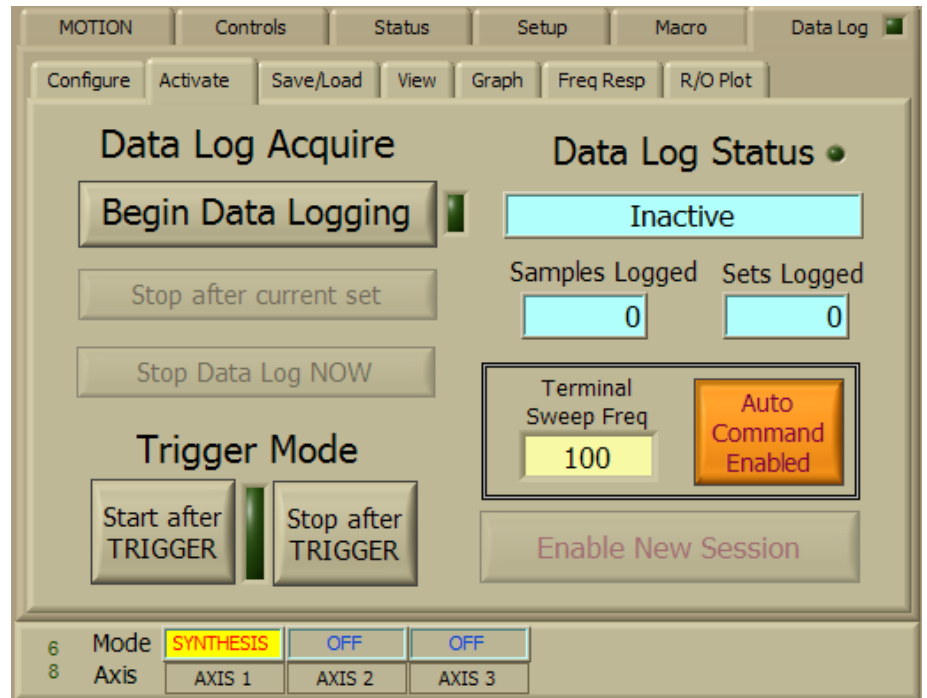 MOTION Controls Status Setup Macro Data Log
Configure Activate Save/Load View Graph Freq Resp R/O Plot
Data Log Acquire
Begin Data Logging
Stop after current set
Stop Data Log NOW
Trigger Mode
Start after
TRIGGER
Stop after
TRIGGER
Data Log Status
Inactive
Samples Logged Sets Logged
0 0
Terminal
Sweep Freq
100
Auto
Command
Enabled
Enable New Session
6 Mode SYNTHESIS OFF OFF
8 Axis AXIS 1 AXIS 2 AXIS 3